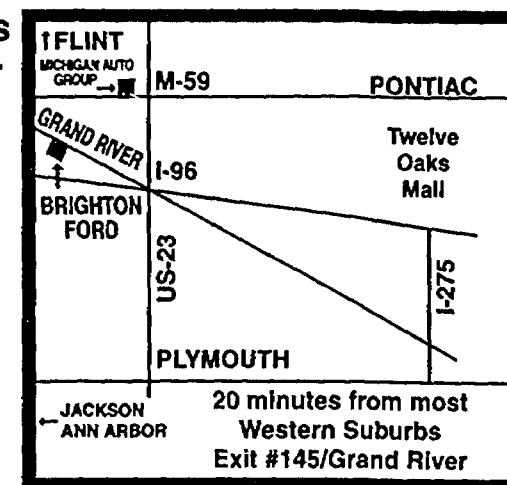 S
↑FLINT
MICHIGAN AUTO
GROUP→
M-59
PONTIAC
GRAND RIVER
Twelve
Oaks
Mall
I-96
BRIGHTON
FORD
US-23
I-275
PLYMOUTH
←JACKSON
ANN ARBOR
20 minutes from most
Western Suburbs
Exit #145/Grand River